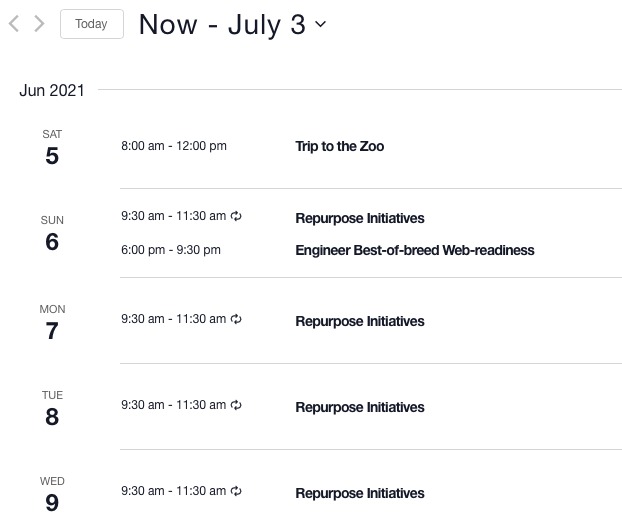 Today Now - July 3
Jun 2021
SAT
5
8:00 am - 12:00 pm Trip to the Zoo
SUN
6
9:30 am - 11:30 am Repurpose Initiatives
6:00 pm - 9:30 pm Engineer Best-of-breed Web-readiness
MON
7
9:30 am - 11:30 am Repurpose Initiatives
TUE
8
9:30 am - 11:30 am Repurpose Initiatives
WED
9
9:30 am - 11:30 am Repurpose Initiatives